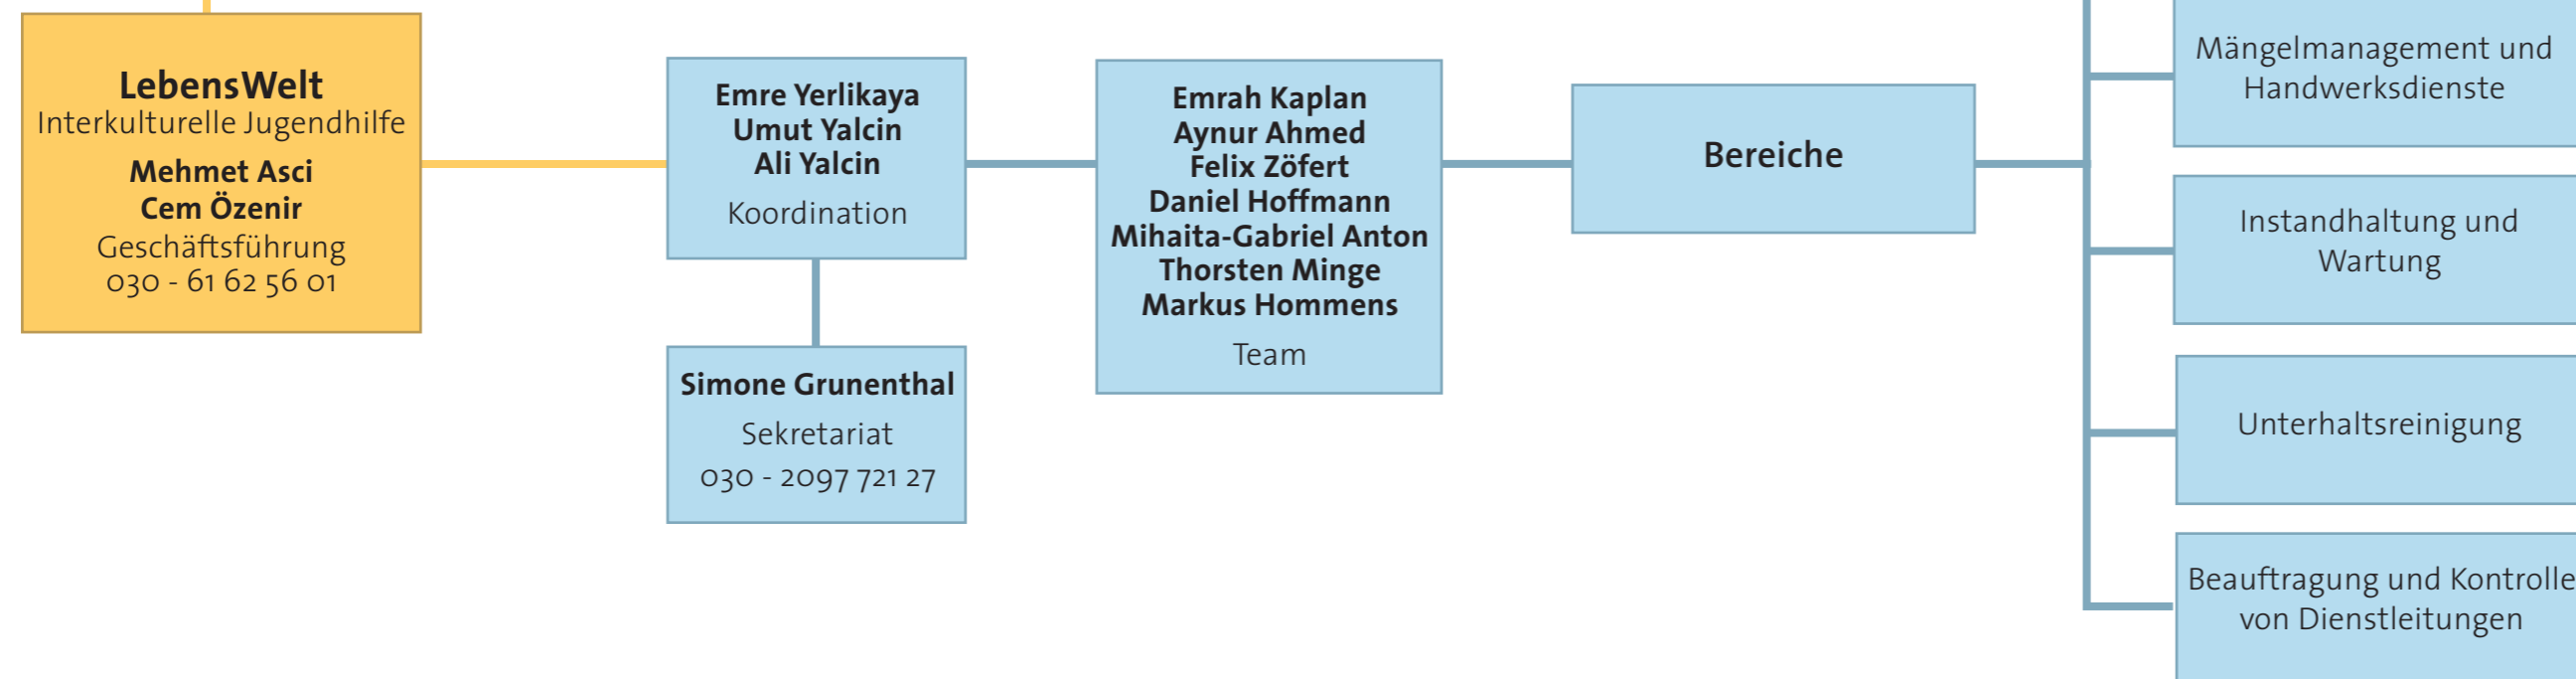 LebensWelt
Interkulturelle Jugendhilfe
Mehmet Asci
Cem Özenir
Geschäftsführung
030 - 61 62 56 01
Emre Yerlikaya
Umut Yalcin
Ali Yalcin
Koordination
Simone Grunenthal
Sekretariat
030 - 2097 721 27
Emrah Kaplan
Aynur Ahmed
Felix Zöfert
Daniel Hoffmann
Mihaita-Gabriel Anton
Thorsten Minge
Markus Hommens
Team
Bereiche
Mängelmanagement und
Handwerksdienste
Instandhaltung und
Wartung
Unterhaltsreinigung
Beauftragung und Kontrolle
von Dienstleitungen